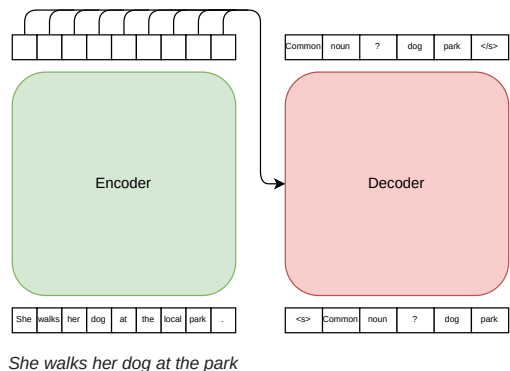 Common noun ? dog park </s>
Encoder
Decoder
She walks her dog at the local park .
<s> Common noun ? dog park
She walks her dog at the park